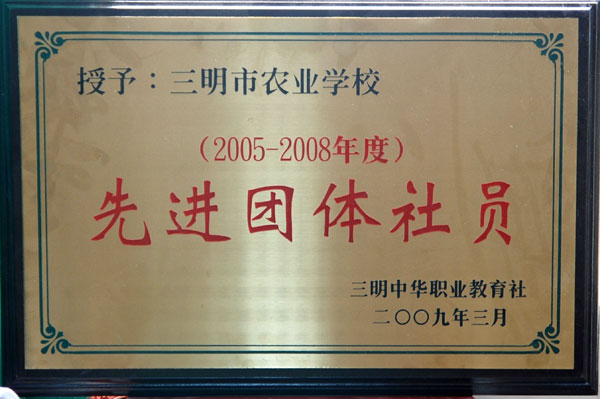 授予：三明市农业学校
（2005-2008年度）
先进团体社员
三明中华职业教育社
二〇〇九年三月